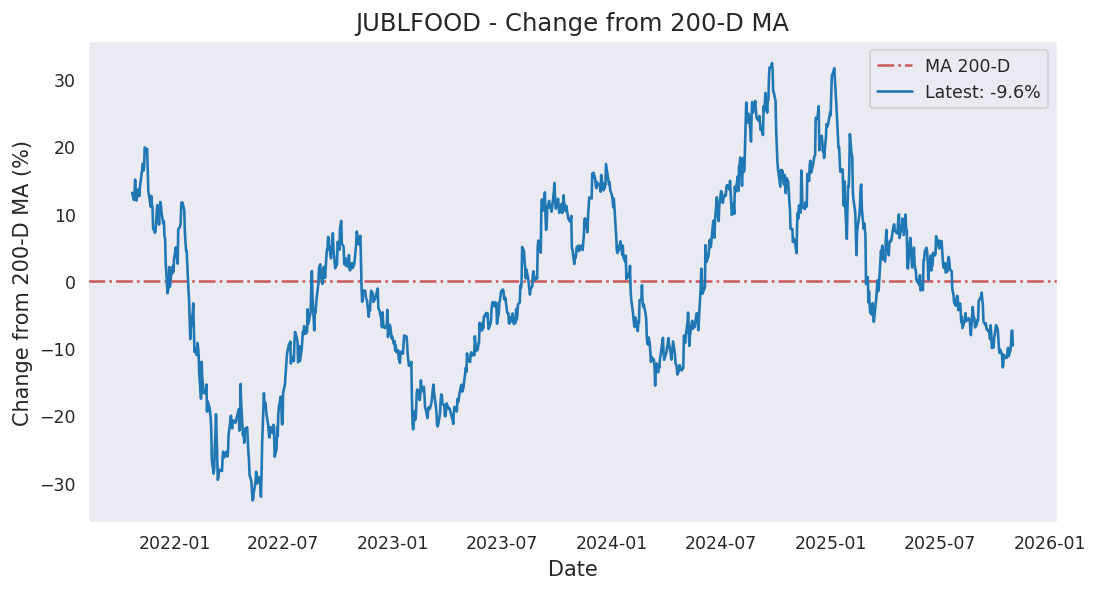 JUBLFOOD - Change from 200-D MA
MA 200-D
Latest: -9.6%
Change from 200-D MA (%)
30
20
10
0
−10
−20
−30
2022-01 2022-07 2023-01 2023-07 2024-01 2024-07 2025-01 2025-07 2026-01
Date